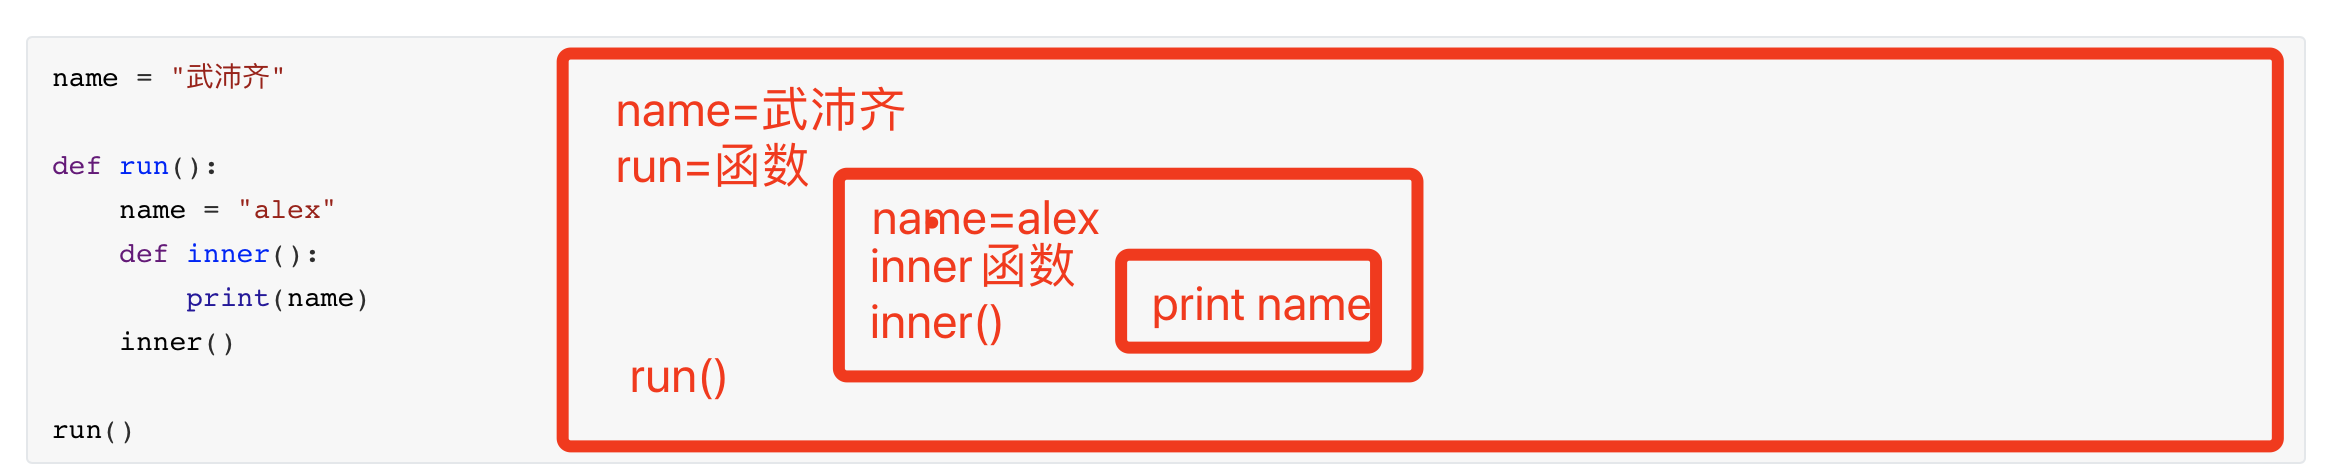 name = "武沛齐"
def run():
    name = "alex"
    def inner():
        print(name)
    inner()
run()
name=武沛齐
run=函数
name=alex
inner 函数
inner()
print name
run()